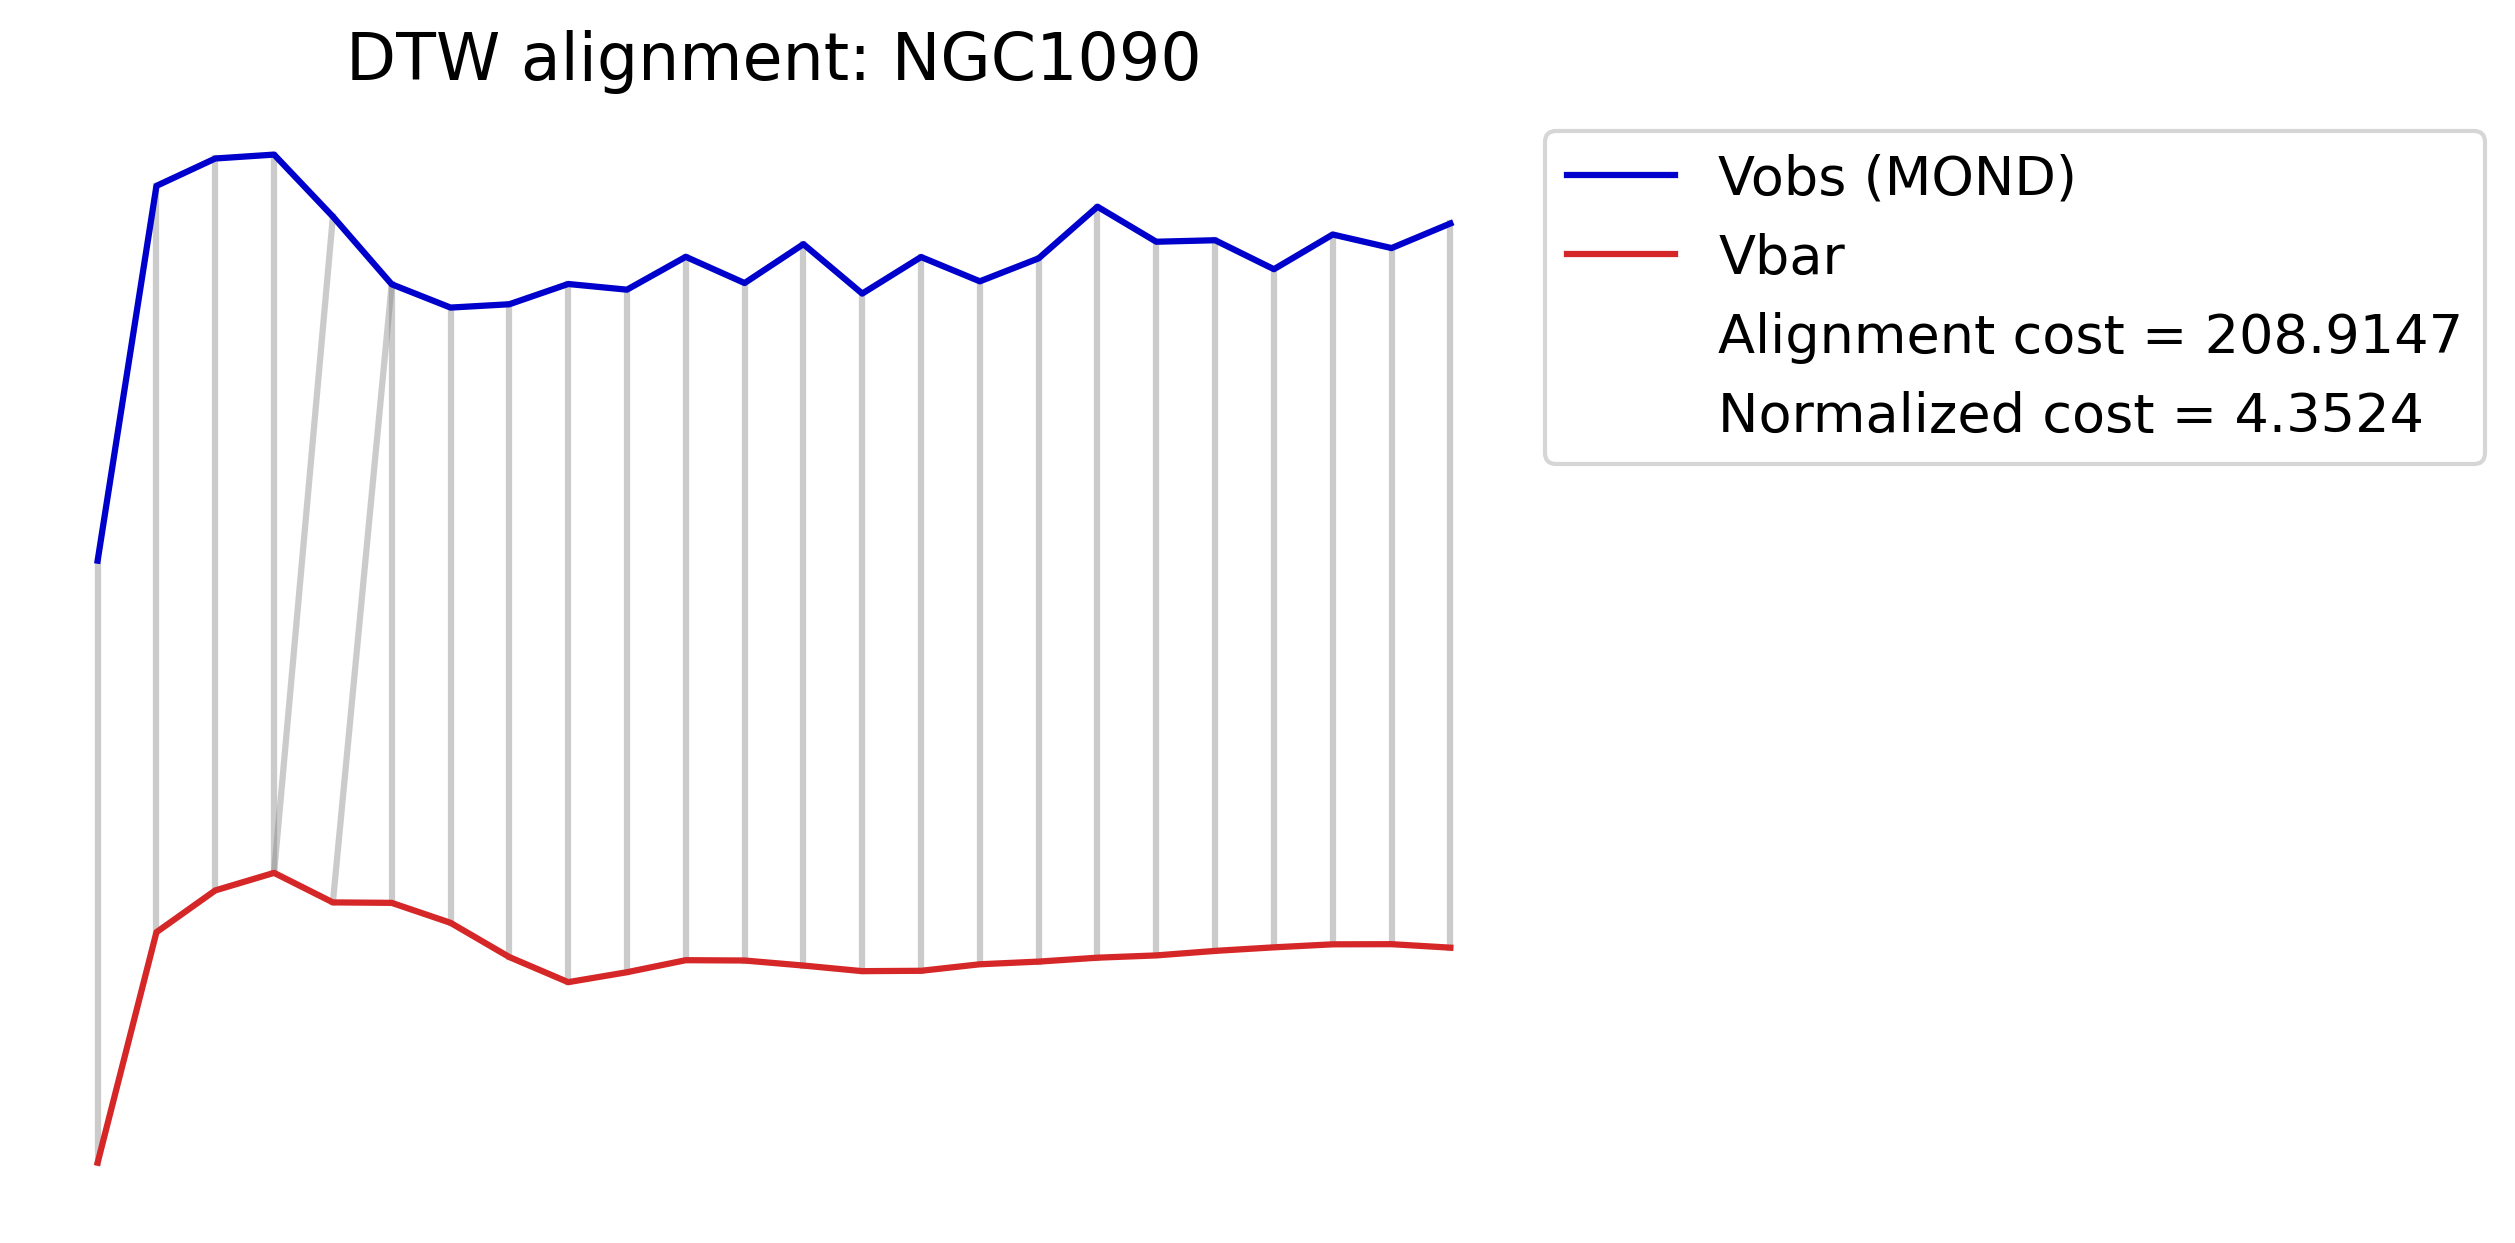 DTW alignment: NGC1090
Vobs (MOND)
Vbar
Alignment cost = 208.9147
Normalized cost = 4.3524